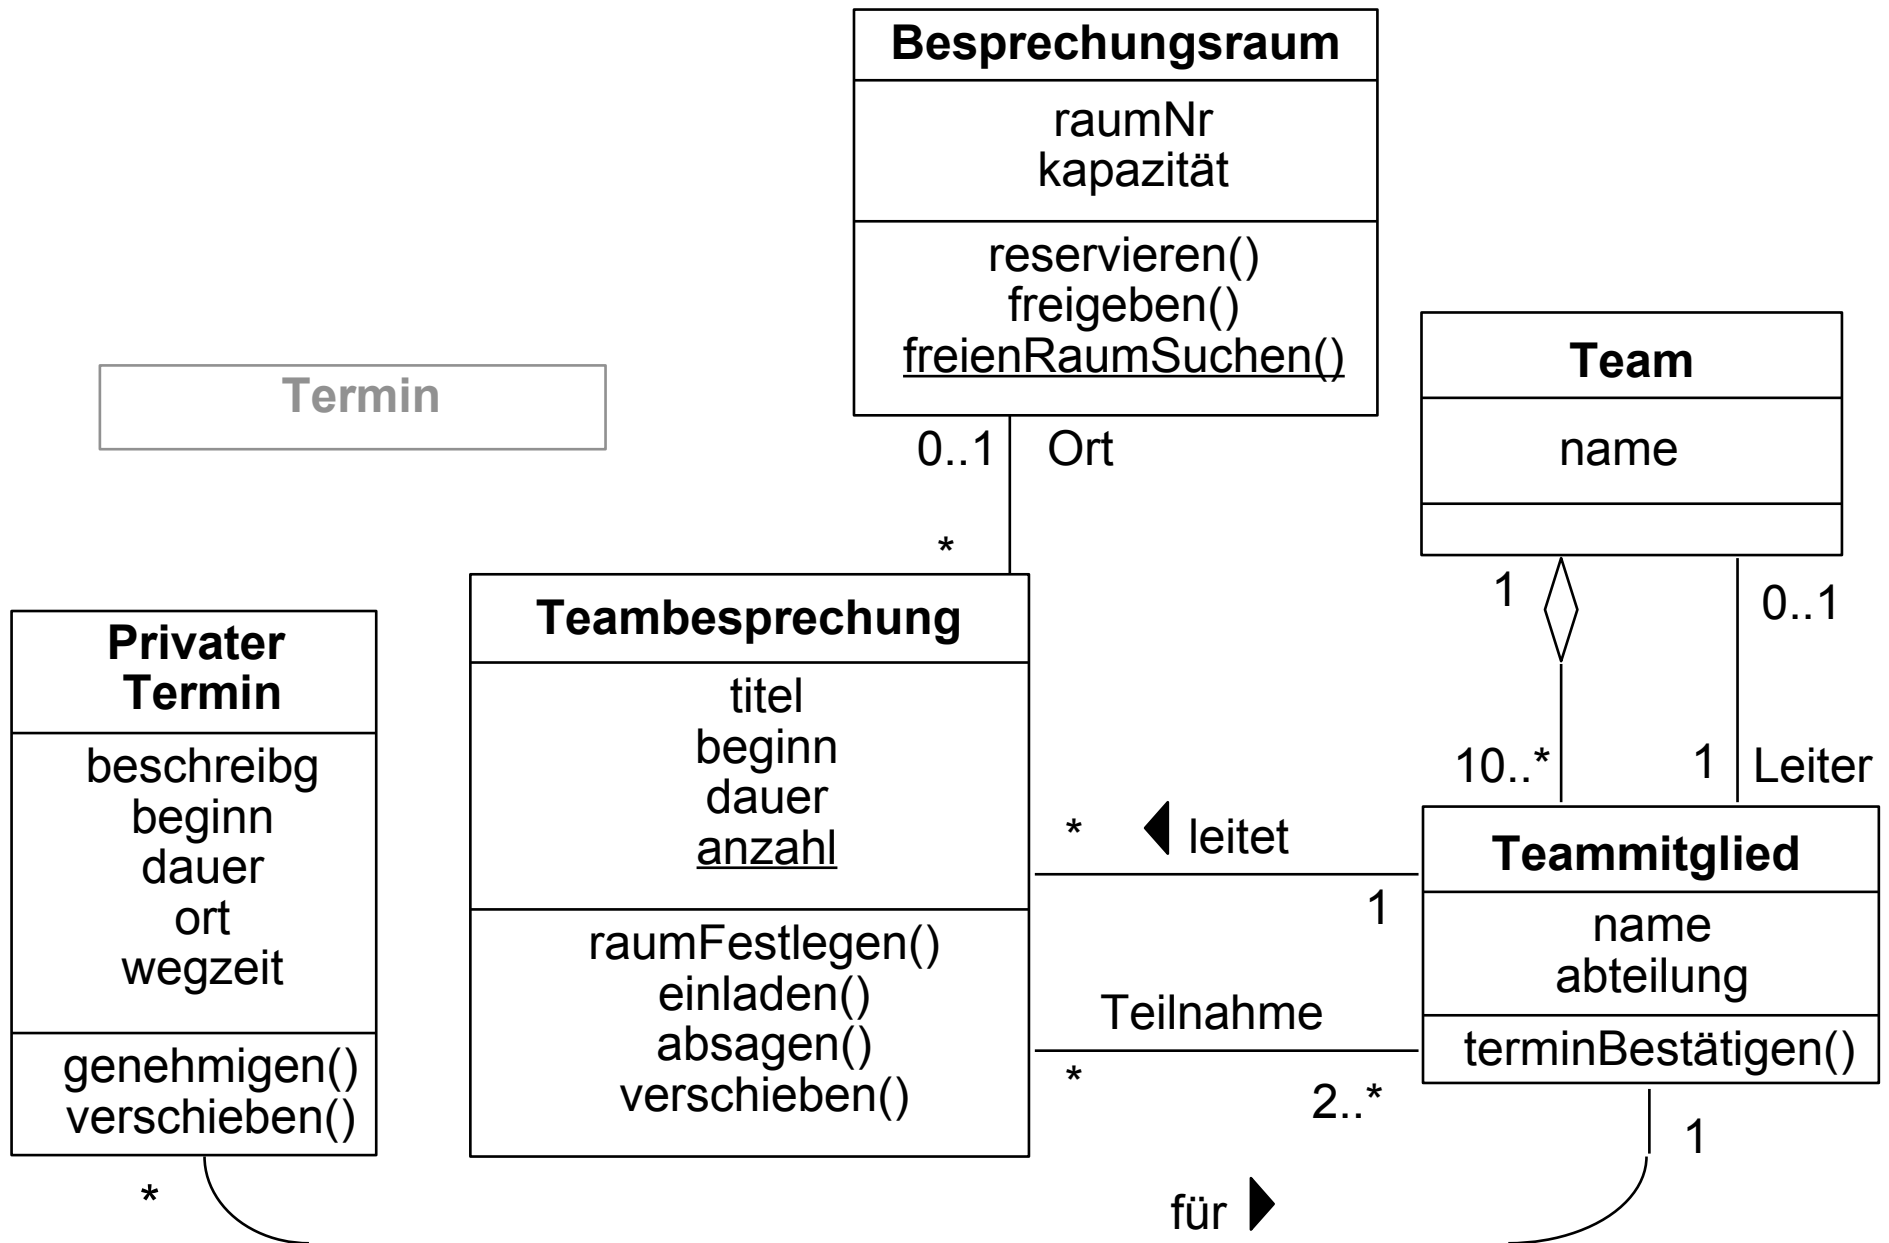 Besprechungsraum
raumNr
kapazität
reservieren()
freigeben()
freienRaumSuchen()
Team
name
Termin
0..1
Ort
*
1
0..1
Privater
Termin
beschreibg
beginn
dauer
ort
wegzeit
genehmigen()
verschieben()
*
Teambesprechung
titel
beginn
dauer
anzahl
raumFestlegen()
einladen()
absagen()
verschieben()
10..*
1
Leiter
* leitet
1
Teilnahme
*
2..*
Teammitglied
name
abteilung
terminBestätigen()
1
für